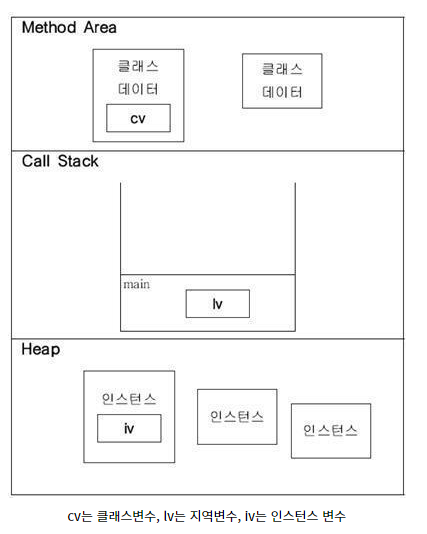 Method Area
클래스
데이터
cv
클래스
데이터
Call Stack
main
lv
Heap
인스턴스
iv
인스턴스
인스턴스
cv는 클래스변수, lv는 지역변수, iv는 인스턴스 변수